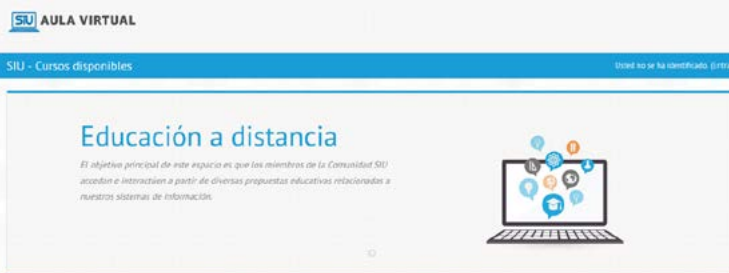 SIU AULA VIRTUAL
SIU - Cursos disponibles
Usted no se ha identificado. (Entra
Educación a distancia
El objetivo principal de este espacio es que los miembros de la Comunidad SIU
accedan e interactúen a partir de diversas propuestas educativas relacionadas a
nuestros sistemas de información.